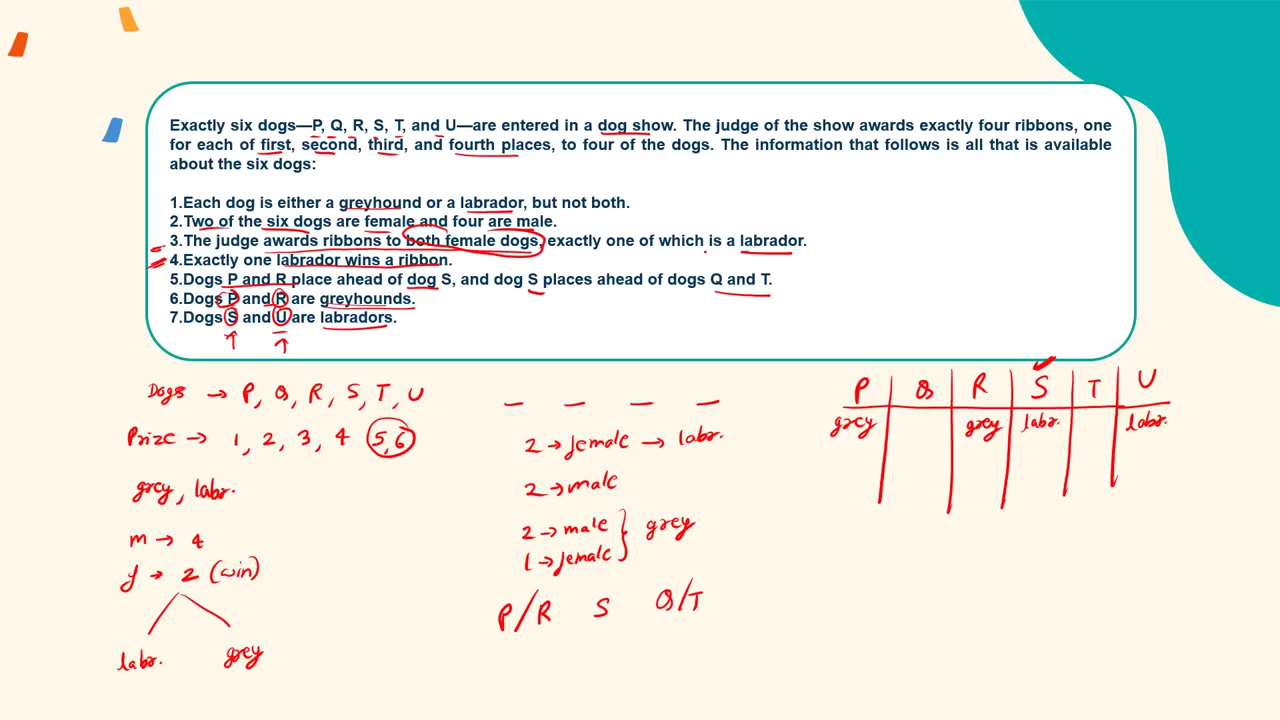 Exactly six dogs—P, Q, R, S, T, and U—are entered in a dog show. The judge of the show awards exactly four ribbons, one
for each of first, second, third, and fourth places, to four of the dogs. The information that follows is all that is available
about the six dogs:
1.Each dog is either a greyhound or a labrador, but not both.
2.Two of the six dogs are female and four are male.
3.The judge awards ribbons to both female dogs, exactly one of which is a labrador.
4.Exactly one labrador wins a ribbon.
5.Dogs P and R place ahead of dog S, and dog S places ahead of dogs Q and T.
6.Dogs P and R are greyhounds.
7.Dogs S and U are labradors.
Dogs → P, Q, R, S, T, U
Prize → 1, 2, 3, 4 5,6
grey, labr.
m → 4
f → 2 (win)
labr. grey
2 → female → labr.
2 → male
2 → male } grey
1 → female
P/R S Q/T
P Q R S T U
grey grey labr. labr.